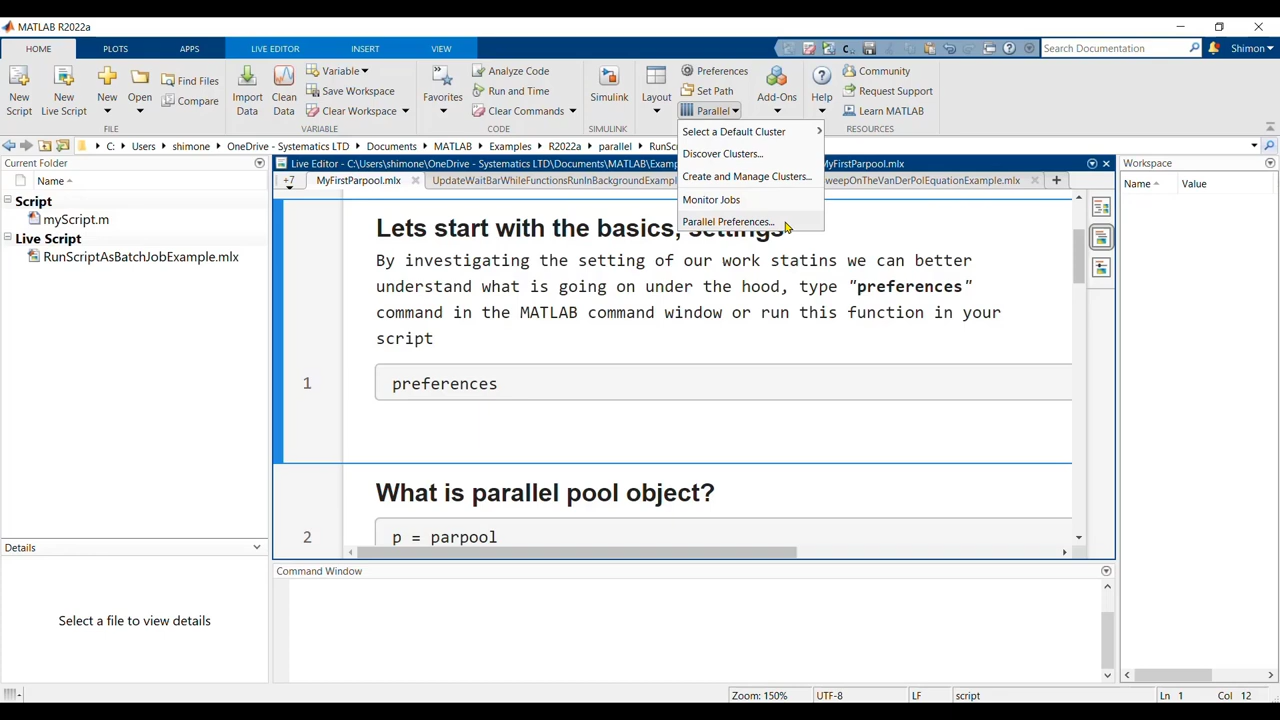 MATLAB R2022a
HOME PLOTS APPS LIVE EDITOR INSERT VIEW
Search Documentation
Shimon
New Script
New Live Script
New
Open
Find Files
Compare
FILE
Import Data
Clean Data
Variable
Save Workspace
Clear Workspace
VARIABLE
Favorites
Analyze Code
Run and Time
Clear Commands
CODE
Simulink
SIMULINK
Layout
Preferences
Set Path
Parallel
Add-Ons
Help
Community
Request Support
Learn MATLAB
RESOURCES
Select a Default Cluster
Discover Clusters...
Create and Manage Clusters...
Monitor Jobs
Parallel Preferences...
C: Users shimone OneDrive - Systematics LTD Documents MATLAB Examples R2022a parallel RunSc
Current Folder
Name
Script
myScript.m
Live Script
RunScriptAsBatchJobExample.mlx
Details
Select a file to view details
Live Editor - C:\Users\shimone\OneDrive - Systematics LTD\Documents\MATLAB\Examp
MyFirstParpool.mlx
+7 MyFirstParpool.mlx UpdateWaitBarWhileFunctionsRunInBackgroundExampl weepOnTheVanDerPolEquationExample.mlx +
Lets start with the basics, settings
By investigating the setting of our work statins we can better
understand what is going on under the hood, type "preferences"
command in the MATLAB command window or run this function in your
script
1 preferences
What is parallel pool object?
2 p = parpool
Command Window
Workspace
Name Value
Zoom: 150% UTF-8 LF script Ln 1 Col 12